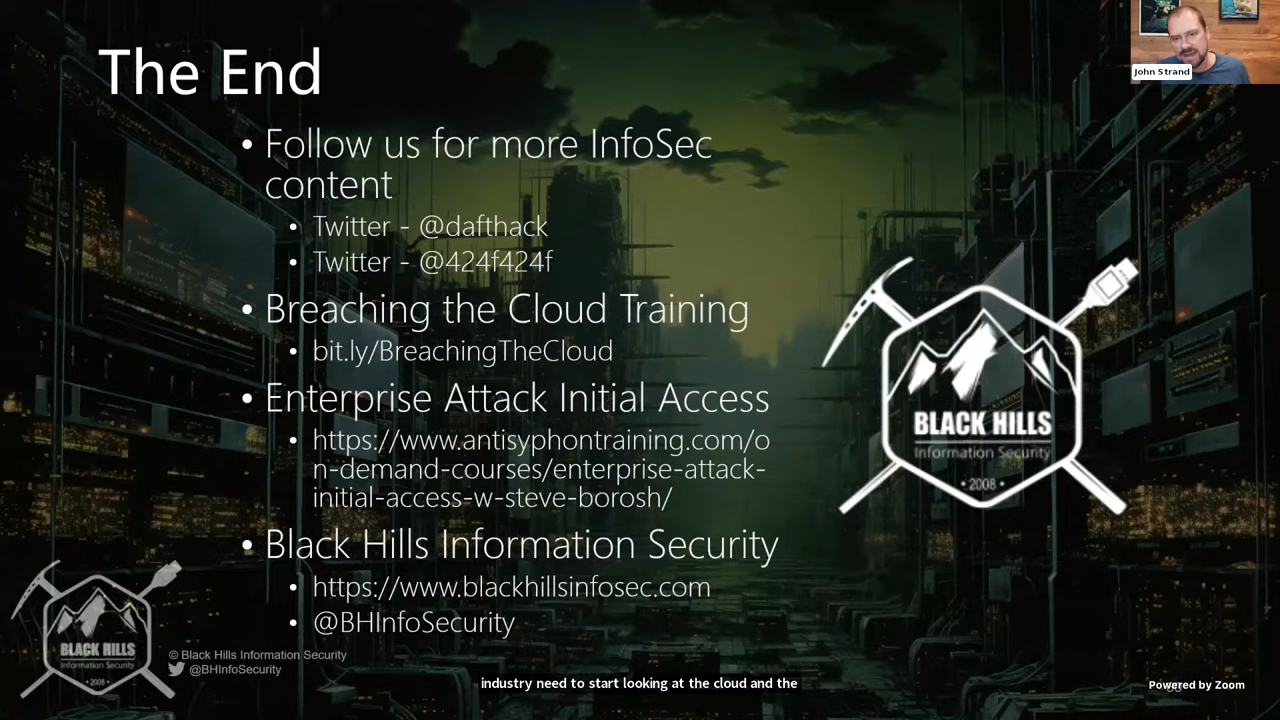 John Strand
The End
• Follow us for more InfoSec
content
• Twitter - @dafthack
• Twitter - @424f424f
• Breaching the Cloud Training
• bit.ly/BreachingTheCloud
• Enterprise Attack Initial Access
• https://www.antisyphontraining.com/o
n-demand-courses/enterprise-attack-
initial-access-w-steve-borosh/
• Black Hills Information Security
• https://www.blackhillsinfosec.com
• @BHInfoSecurity
BLACK HILLS
Information Security
• 2008 •
BLACK HILLS
Information Security
• 2008 •
© Black Hills Information Security
@BHInfoSecurity
industry need to start looking at the cloud and the
Powered by Zoom